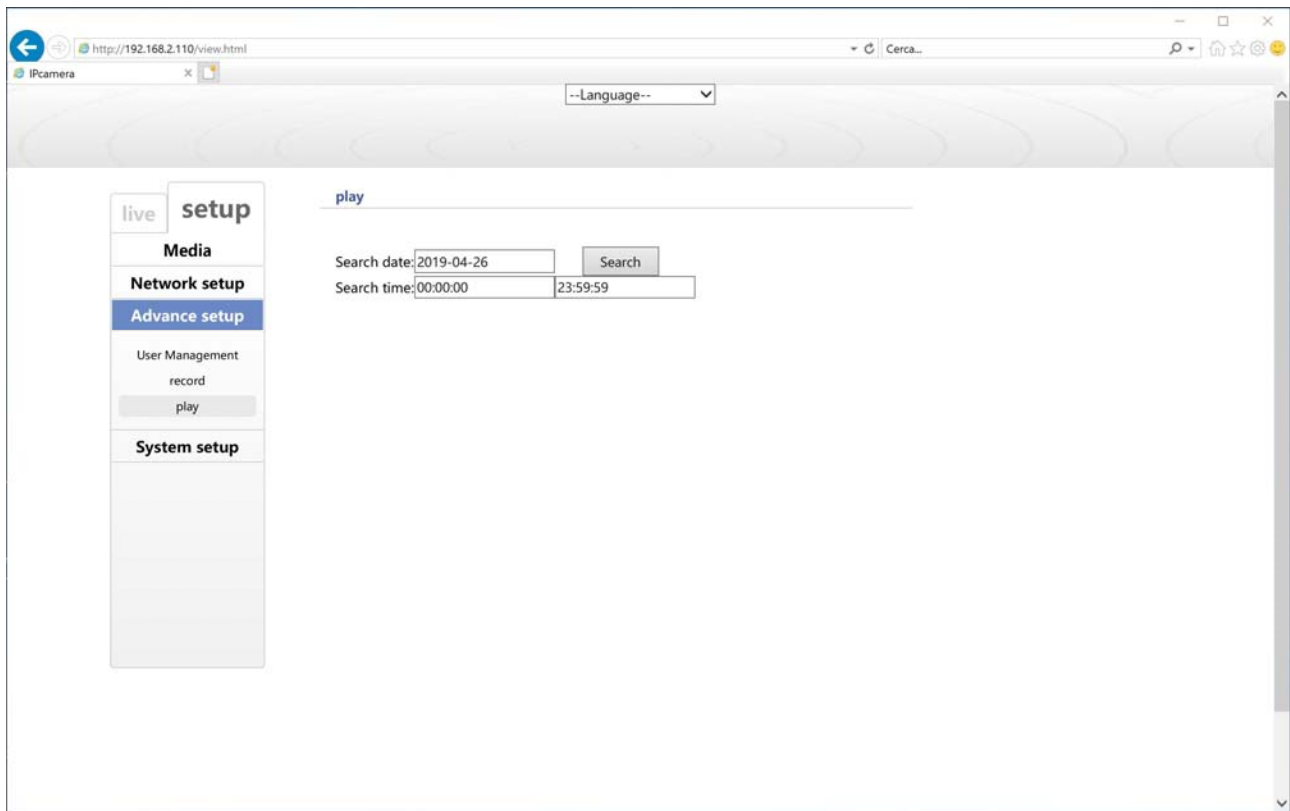 http://192.168.2.110/view.html
Cerca...
IPcamera
--Language--
live
setup
play
Media
Search date: 2019-04-26 Search
Network setup
Search time: 00:00:00 23:59:59
Advance setup
User Management
record
play
System setup